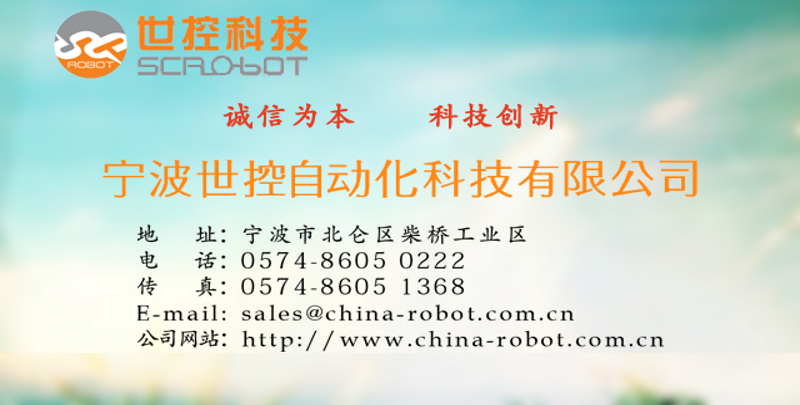 世控科技
SCROBOT
ROBOT
诚信为本 科技创新
宁波世控自动化科技有限公司
地 址：宁波市北仑区柴桥工业区
电 话：0574-8605 0222
传 真：0574-8605 1368
E-mail: sales@china-robot.com.cn
公司网站：http://www.china-robot.com.cn